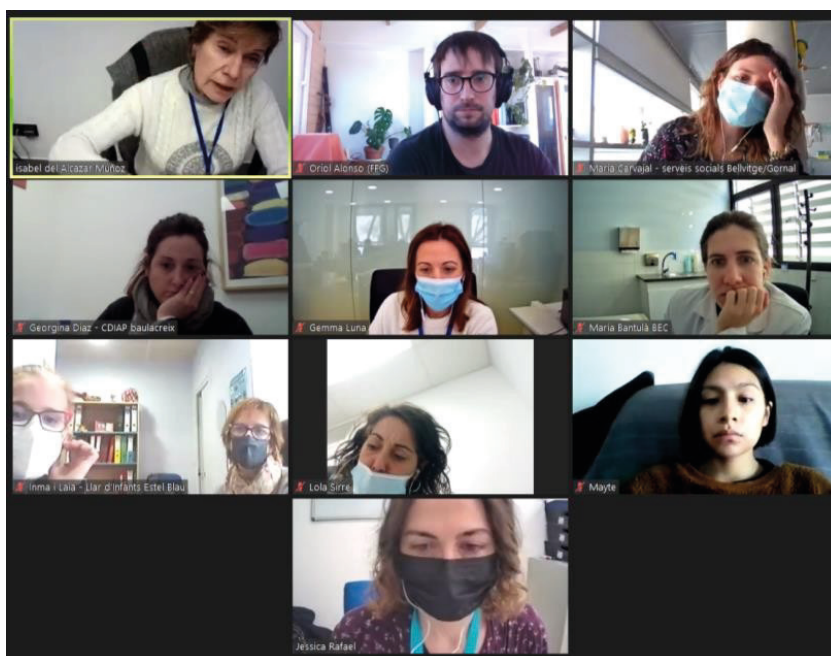 isabel del Alcazar Muñoz
Oriol Alonso (FPG)
Maria Carvajal - serveis socials Bellvitge/Gornal
Georgina Diaz - CDIAP baulacreix
Gemma Luna
Maria Bantulà BEC
inma i Laia - Llar d'Infants Estel Blau
Lola Sirre
Mayte
Jessica Rafael